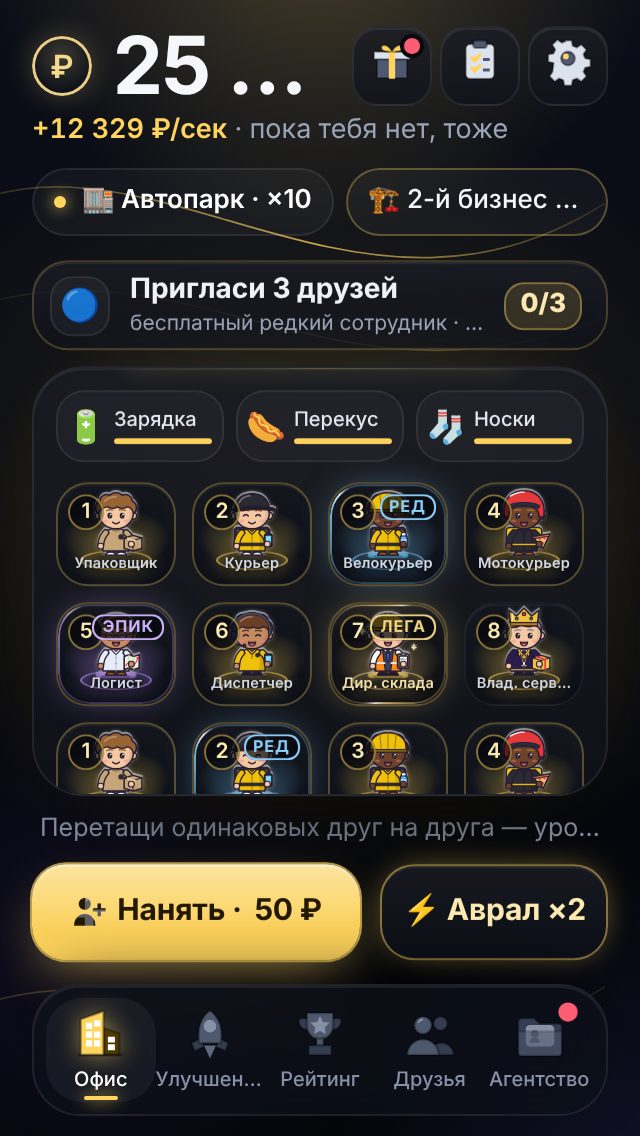 ₽ 25 ...
+12 329 ₽/сек · пока тебя нет, тоже
Автопарк · ×10
2-й бизнес ...
Пригласи 3 друзей
бесплатный редкий сотрудник · ...
0/3
Зарядка
Перекус
Носки
1
Упаковщик
2
Курьер
3 РЕД
Велокурьер
4
Мотокурьер
5 ЭПИК
Логист
6
Диспетчер
7 ЛЕГА
Дир. склада
8
Влад. серв...
1
2 РЕД
3
4
Перетащи одинаковых друг на друга — уро...
Нанять · 50 ₽
Аврал ×2
Офис
Улучшен...
Рейтинг
Друзья
Агентство